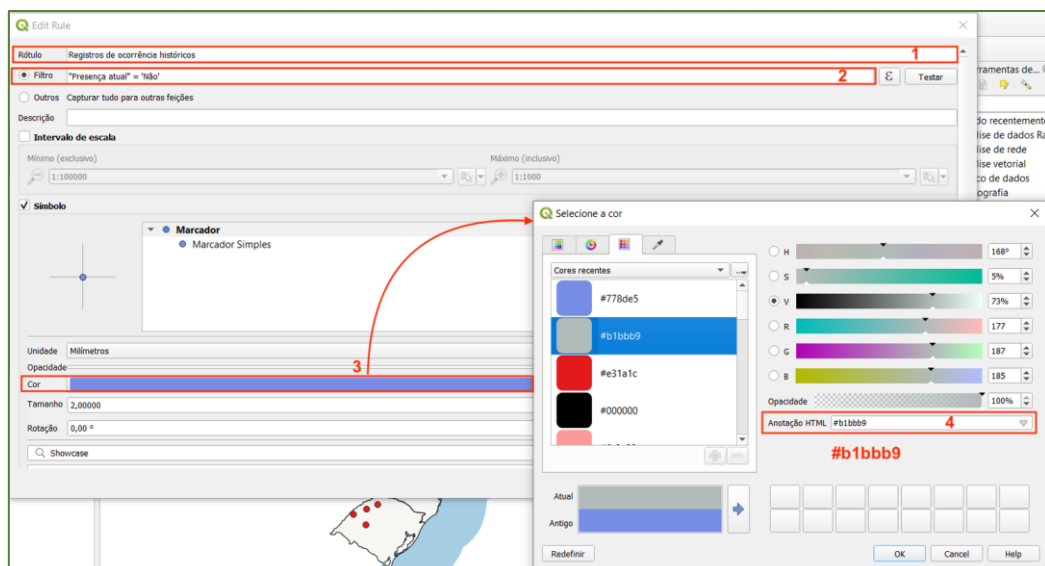 Edit Rule
Rótulo Registros de ocorrência históricos 1
Filtro "Presença atual" = 'Não' 2 ε Testar
Outros Capturar tudo para outras feições
Descrição
Intervalo de escala
Mínimo (exclusivo) Máximo (inclusivo)
1:100000 1:1000
Símbolo
Marcador
Marcador Simples
Unidade Milímetros
Opacidade
3
Cor
Tamanho 2,00000
Rotação 0,00 °
Showcase
rramentas de...
do recentemente
lise de dados Ra
lise de rede
lise vetorial
co de dados
ografia
Selecione a cor
Cores recentes
#778de5
#b1bbb9
#e31a1c
#000000
H 168°
S 5%
V 73%
R 177
G 187
B 185
Opacidade 100%
Anotação HTML #b1bbb9 4
#b1bbb9
Atual
Antigo
Redefinir OK Cancel Help